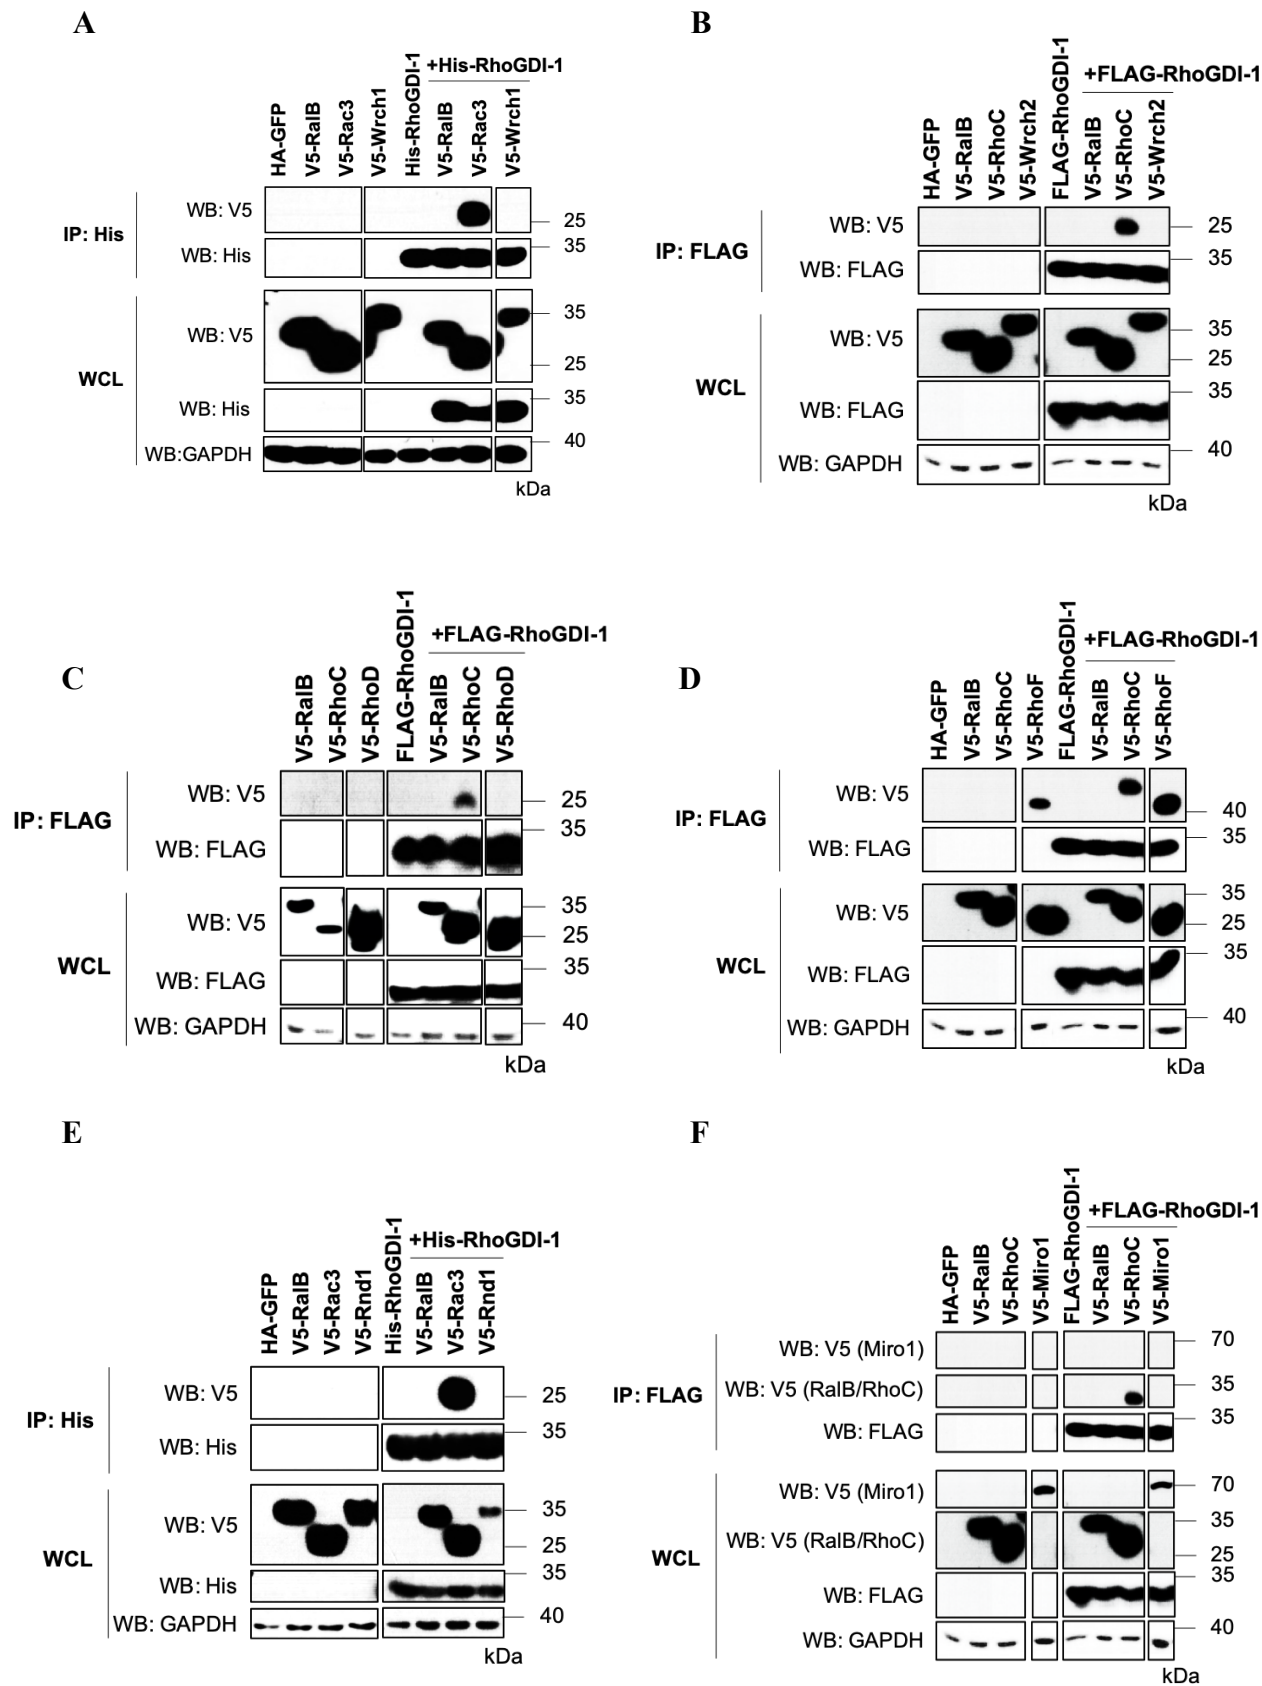 A
+His-RhoGDI-1
HA-GFP
V5-RalB
V5-Rac3
V5-Wrch1
His-RhoGDI-1
V5-RalB
V5-Rac3
V5-Wrch1
IP: His
WB: V5
25
WB: His
35
WCL
WB: V5
35
25
WB: His
35
WB:GAPDH
40
kDa
B
+FLAG-RhoGDI-1
HA-GFP
V5-RalB
V5-RhoC
V5-Wrch2
FLAG-RhoGDI-1
V5-RalB
V5-RhoC
V5-Wrch2
IP: FLAG
WB: V5
25
WB: FLAG
35
WCL
WB: V5
35
25
WB: FLAG
35
WB: GAPDH
40
kDa
C
+FLAG-RhoGDI-1
V5-RalB
V5-RhoC
V5-RhoD
FLAG-RhoGDI-1
V5-RalB
V5-RhoC
V5-RhoD
IP: FLAG
WB: V5
25
WB: FLAG
35
WCL
WB: V5
35
25
WB: FLAG
35
WB: GAPDH
40
kDa
D
+FLAG-RhoGDI-1
HA-GFP
V5-RalB
V5-RhoC
V5-RhoF
FLAG-RhoGDI-1
V5-RalB
V5-RhoC
V5-RhoF
IP: FLAG
WB: V5
40
WB: FLAG
35
WCL
WB: V5
35
25
WB: FLAG
35
WB: GAPDH
40
kDa
E
+His-RhoGDI-1
HA-GFP
V5-RalB
V5-Rac3
V5-Rnd1
His-RhoGDI-1
V5-RalB
V5-Rac3
V5-Rnd1
IP: His
WB: V5
25
WB: His
35
WCL
WB: V5
35
25
WB: His
35
WB: GAPDH
40
kDa
F
+FLAG-RhoGDI-1
HA-GFP
V5-RalB
V5-RhoC
V5-Miro1
FLAG-RhoGDI-1
V5-RalB
V5-RhoC
V5-Miro1
IP: FLAG
WB: V5 (Miro1)
70
WB: V5 (RalB/RhoC)
35
WB: FLAG
35
WCL
WB: V5 (Miro1)
70
WB: V5 (RalB/RhoC)
35
25
WB: FLAG
35
WB: GAPDH
40
kDa